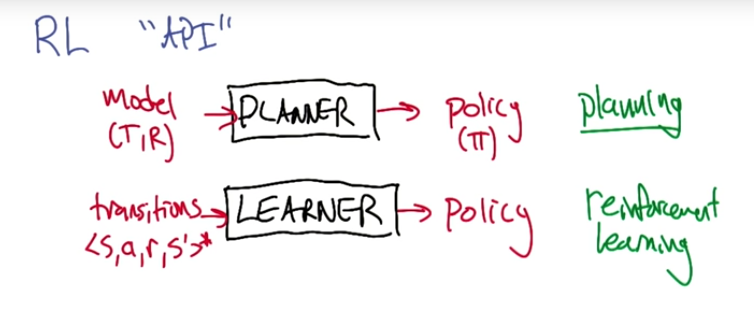 RL "API"
model → PLANNER → policy planning
(T,R) (π)
transitions → LEARNER → policy reinforcement
<s,a,r,s'>* learning